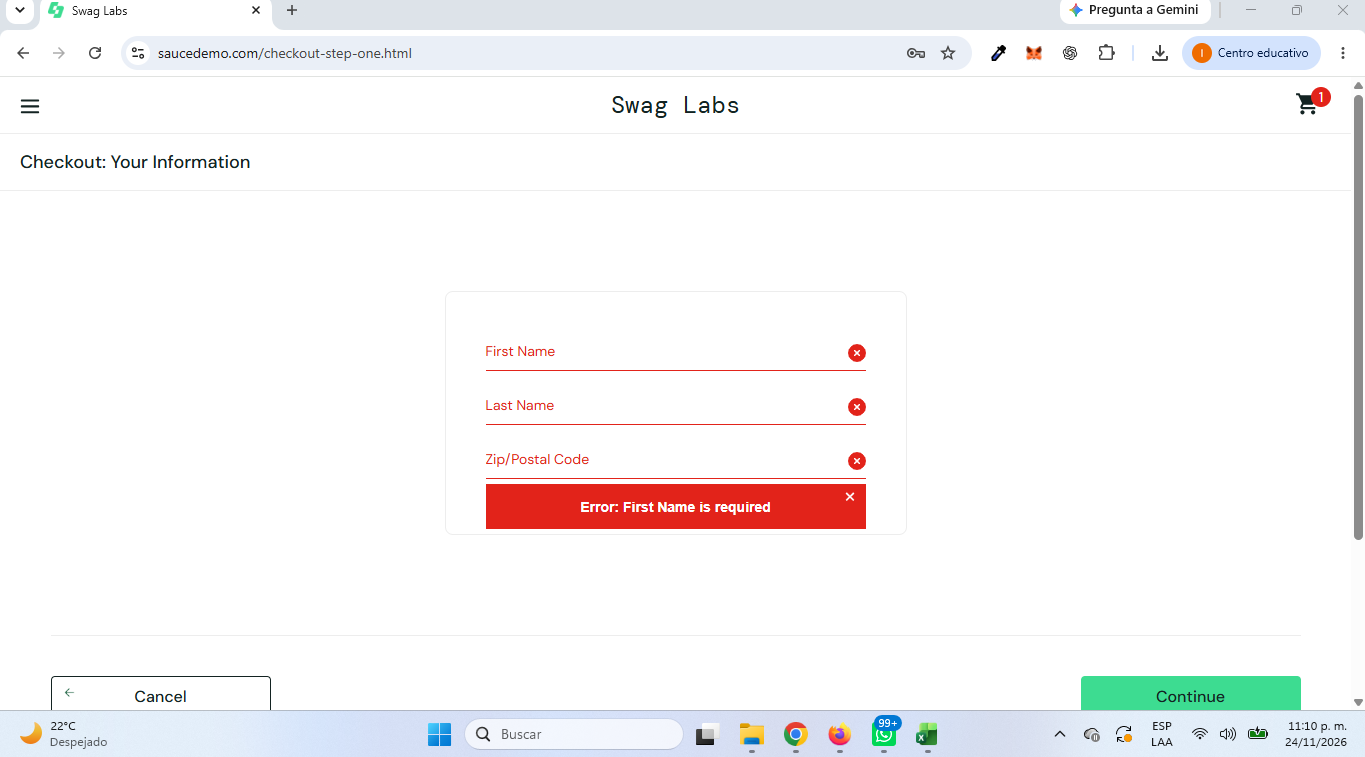 Swag Labs
Pregunta a Gemini
saucedemo.com/checkout-step-one.html
I
Centro educativo
Swag Labs
1
Checkout: Your Information
First Name
Last Name
Zip/Postal Code
Error: First Name is required
Cancel
Continue
22°C
Despejado
Buscar
99+
ESP
LAA
11:10 p. m.
24/11/2026